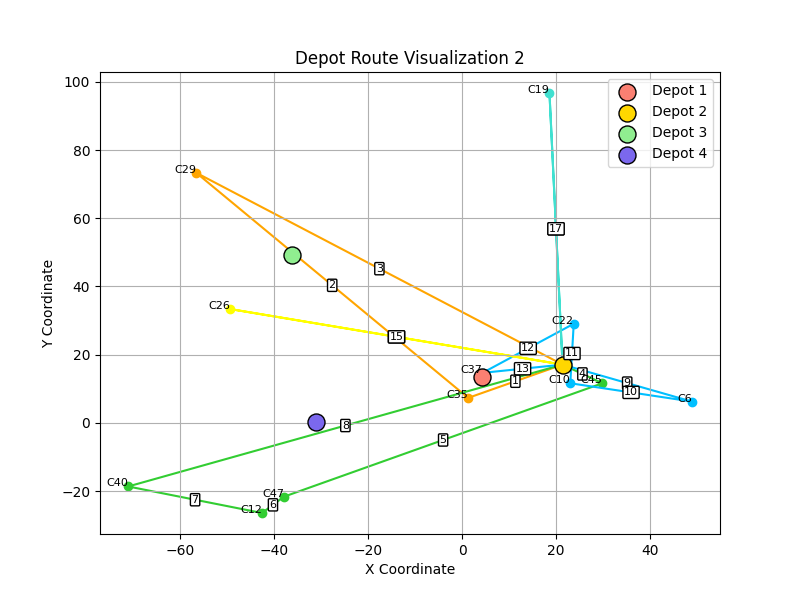 Depot Route Visualization 2
Y Coordinate
100
80
60
40
20
0
−20
−60
−40
−20
0
20
40
X Coordinate
Depot 1
Depot 2
Depot 3
Depot 4
C19
C29
C26
C22
C37
C35
C10
C45
C6
C40
C47
C12
17
3
2
15
12
11
13
1
4
9
10
8
5
7
6